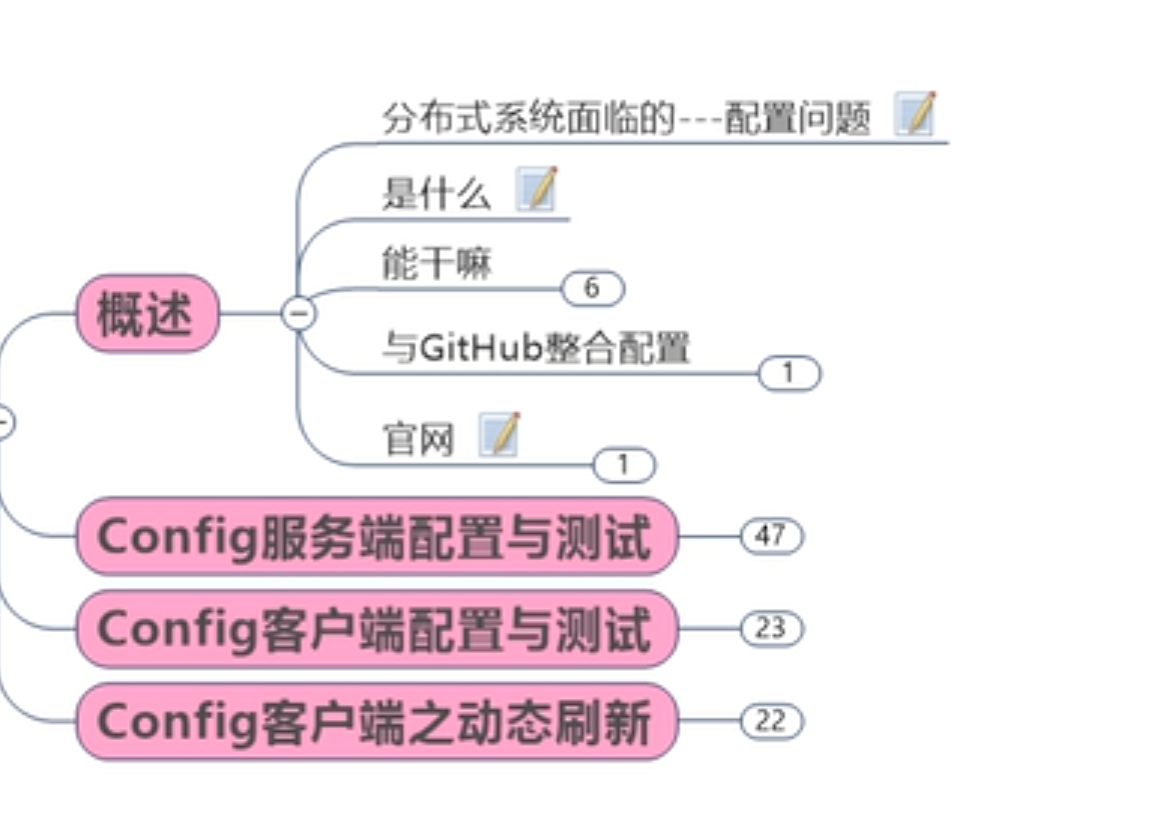 分布式系统面临的---配置问题
是什么
能干嘛
6
概述
与GitHub整合配置
1
官网
1
Config服务端配置与测试
47
Config客户端配置与测试
23
Config客户端之动态刷新
22